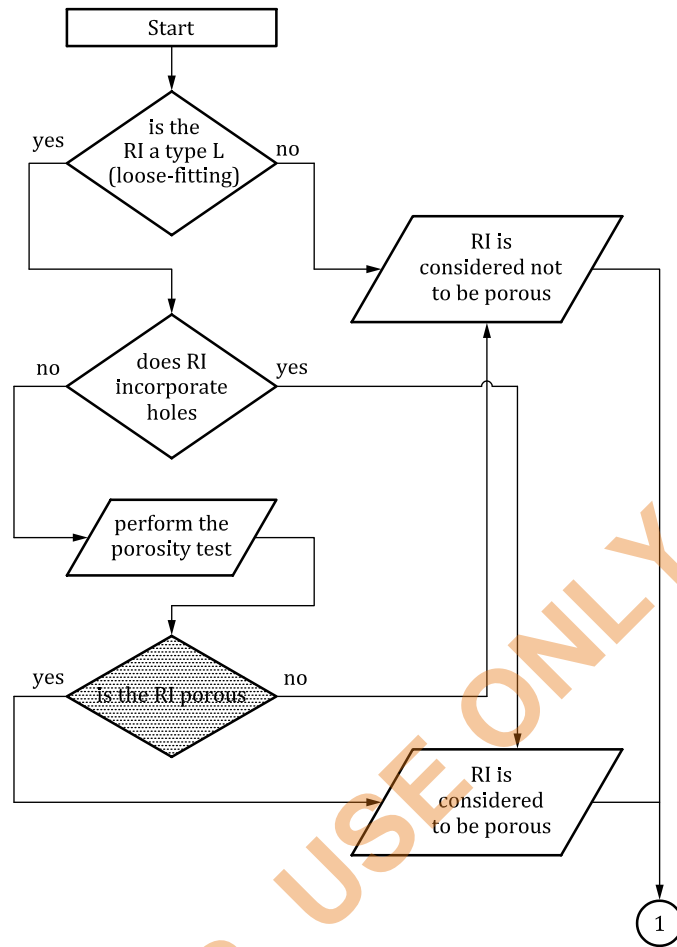 Start
is the
RI a type L
(loose-fitting)
yes
no
RI is
considered not
to be porous
does RI
incorporate
holes
no
yes
perform the
porosity test
is the RI porous
yes
no
RI is
considered
to be porous
1
USE ONLY